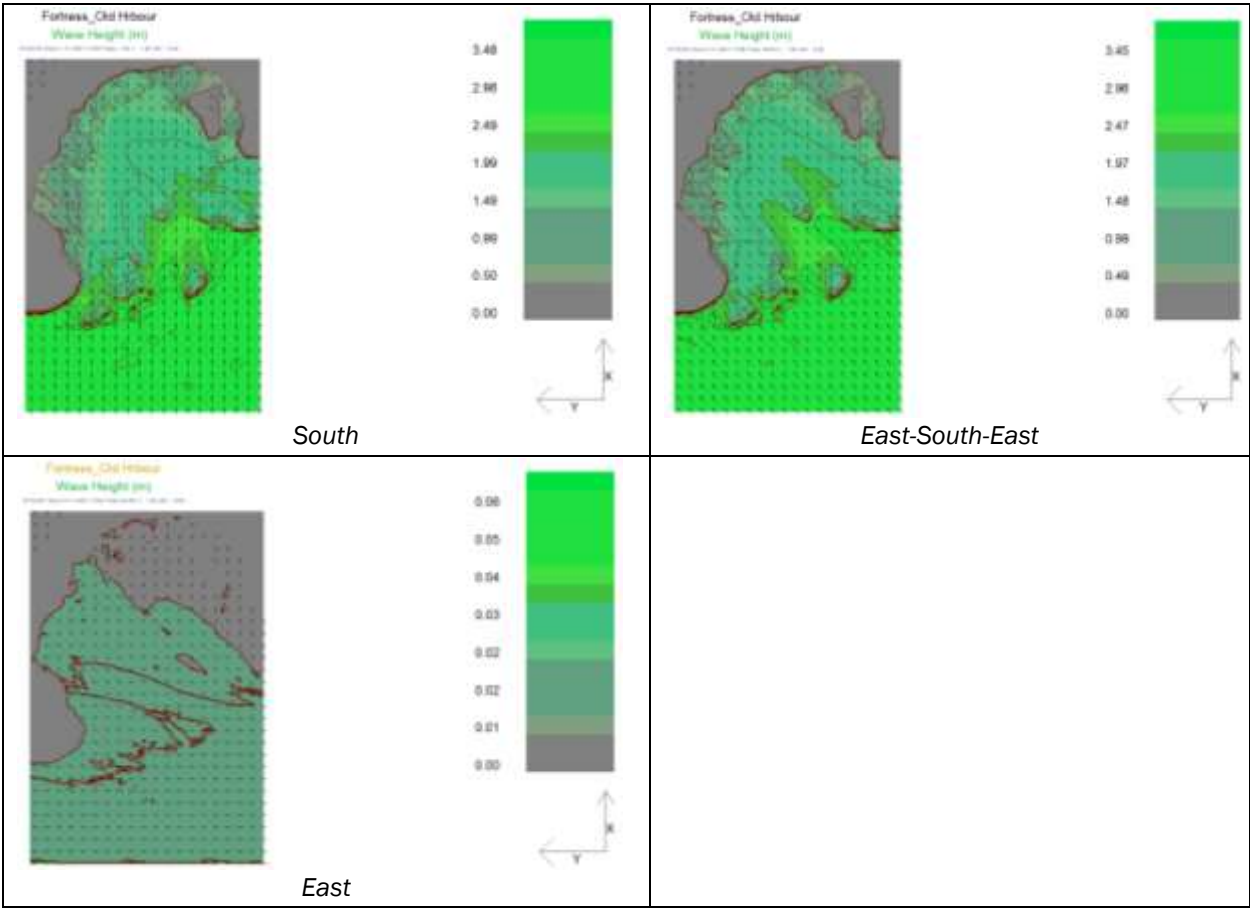 Fortress_Old Hrbour
Wave Height (m)
3.48
2.98
2.49
1.99
1.49
0.99
0.50
0.00
X
Y
South
Fortress_Old Hrbour
Wave Height (m)
3.45
2.96
2.47
1.97
1.48
0.98
0.49
0.00
X
Y
East-South-East
Fortress_Old Hrbour
Wave Height (m)
0.06
0.05
0.04
0.03
0.02
0.02
0.01
0.00
X
Y
East